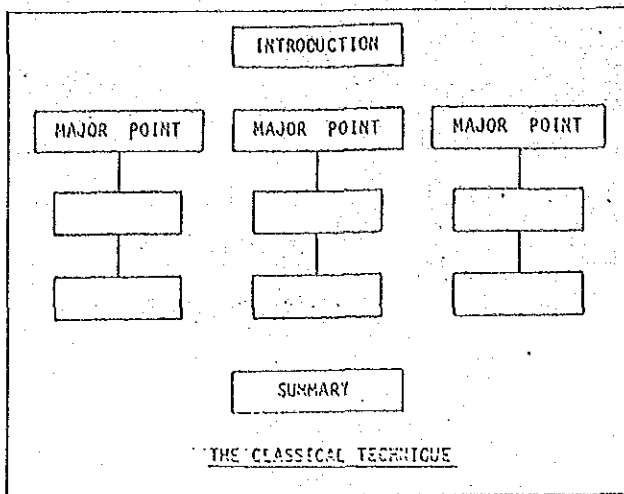 INTRODUCTION
MAJOR POINT MAJOR POINT MAJOR POINT
SUMMARY
THE CLASSICAL TECHNIQUE